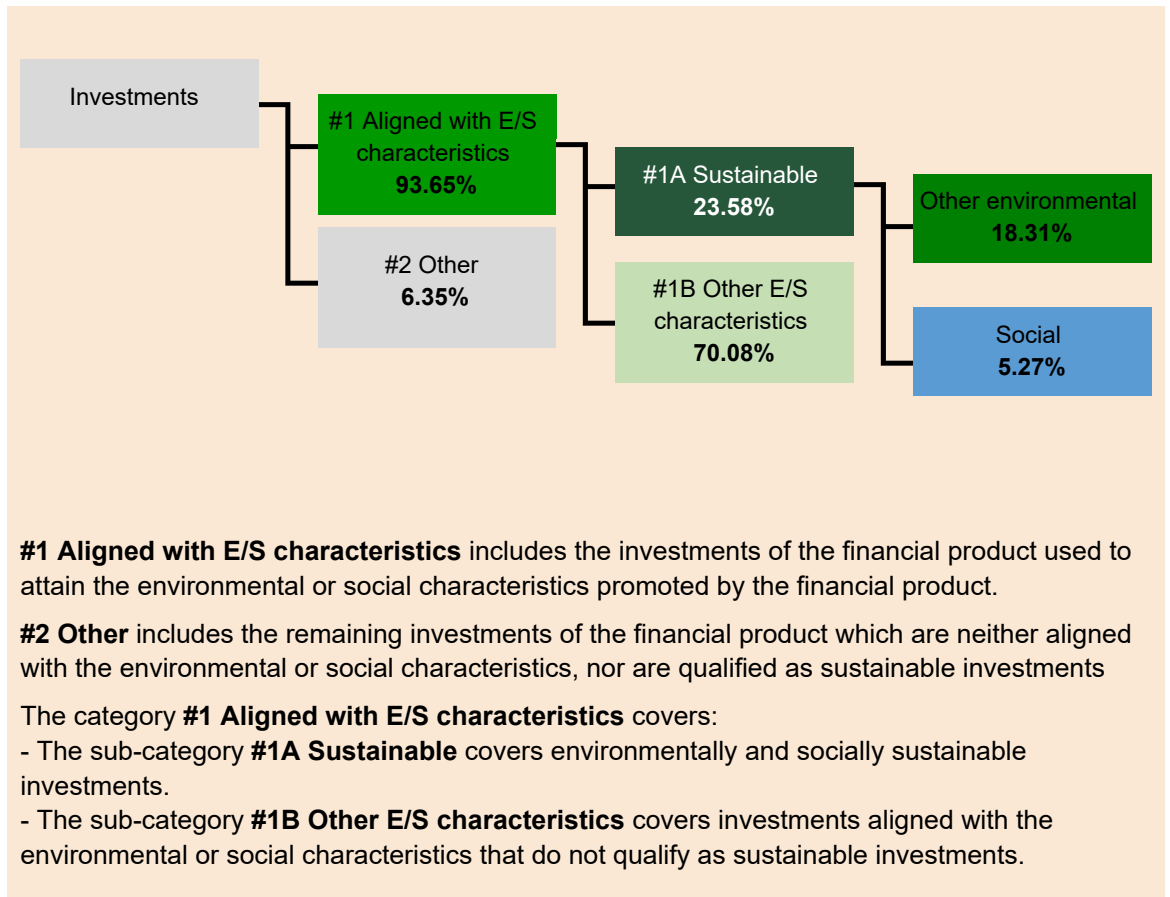 Investments
#1 Aligned with E/S
characteristics
93.65%
#2 Other
6.35%
#1A Sustainable
23.58%
#1B Other E/S
characteristics
70.08%
Other environmental
18.31%
Social
5.27%
#1 Aligned with E/S characteristics includes the investments of the financial product used to
attain the environmental or social characteristics promoted by the financial product.
#2 Other includes the remaining investments of the financial product which are neither aligned
with the environmental or social characteristics, nor are qualified as sustainable investments
The category #1 Aligned with E/S characteristics covers:
- The sub-category #1A Sustainable covers environmentally and socially sustainable
investments.
- The sub-category #1B Other E/S characteristics covers investments aligned with the
environmental or social characteristics that do not qualify as sustainable investments.